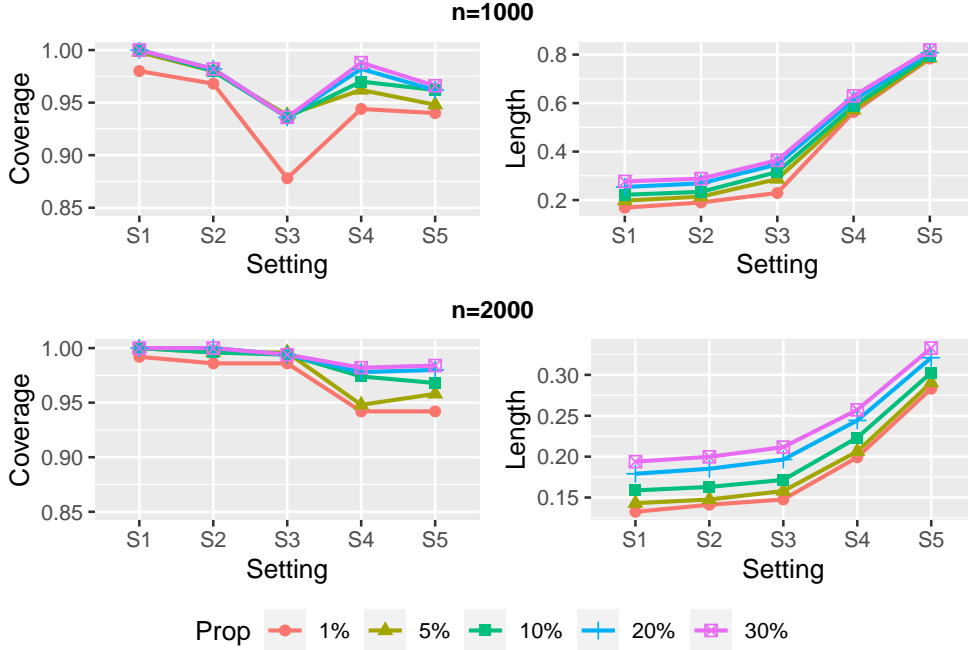 n=1000
Coverage
1.00
0.95
0.90
0.85
S1 S2 S3 S4 S5
Setting
Length
0.8
0.6
0.4
0.2
S1 S2 S3 S4 S5
Setting
n=2000
Coverage
1.00
0.95
0.90
0.85
S1 S2 S3 S4 S5
Setting
Length
0.30
0.25
0.20
0.15
S1 S2 S3 S4 S5
Setting
Prop 1% 5% 10% 20% 30%